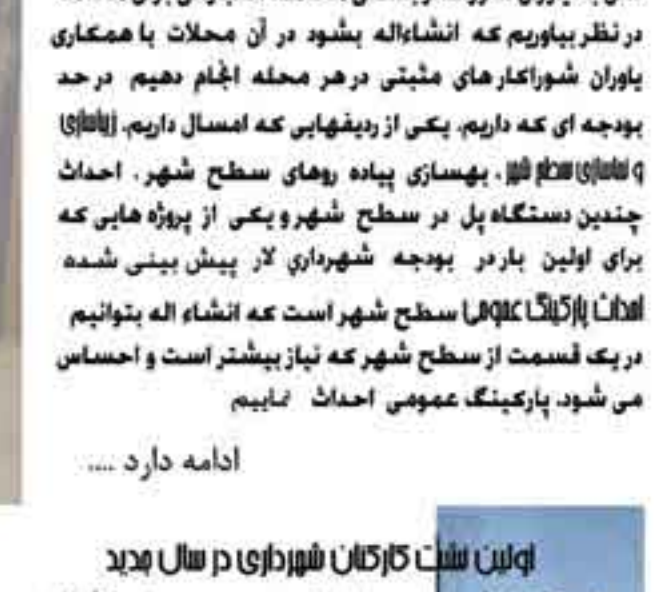 در نظر بیاوریم که انشاءاله بشود در آن محلات با همکاری
یاوران شوراکارهای مثبتی در هر محله انجام دهیم در حد
بودجه ای که داریم. یکی از ردیفهایی که امسال داریم. زیباسازی
و نماسازی سطح شهر . بهسازی پیاده روهای سطح شهر . احداث
چندین دستگاه پل در سطح شهر و یکی از پروژه هایی که
برای اولین بار در بودجه شهرداری لار پیش بینی شده
احداث پارکینگ عمومی سطح شهر است که انشاء اله بتوانیم
در یک قسمت از سطح شهر که نیاز بیشتر است و احساس
می شود. پارکینگ عمومی احداث نماییم
ادامه دارد ....
اولین نشت کارکنان شهرداری در سال جدید